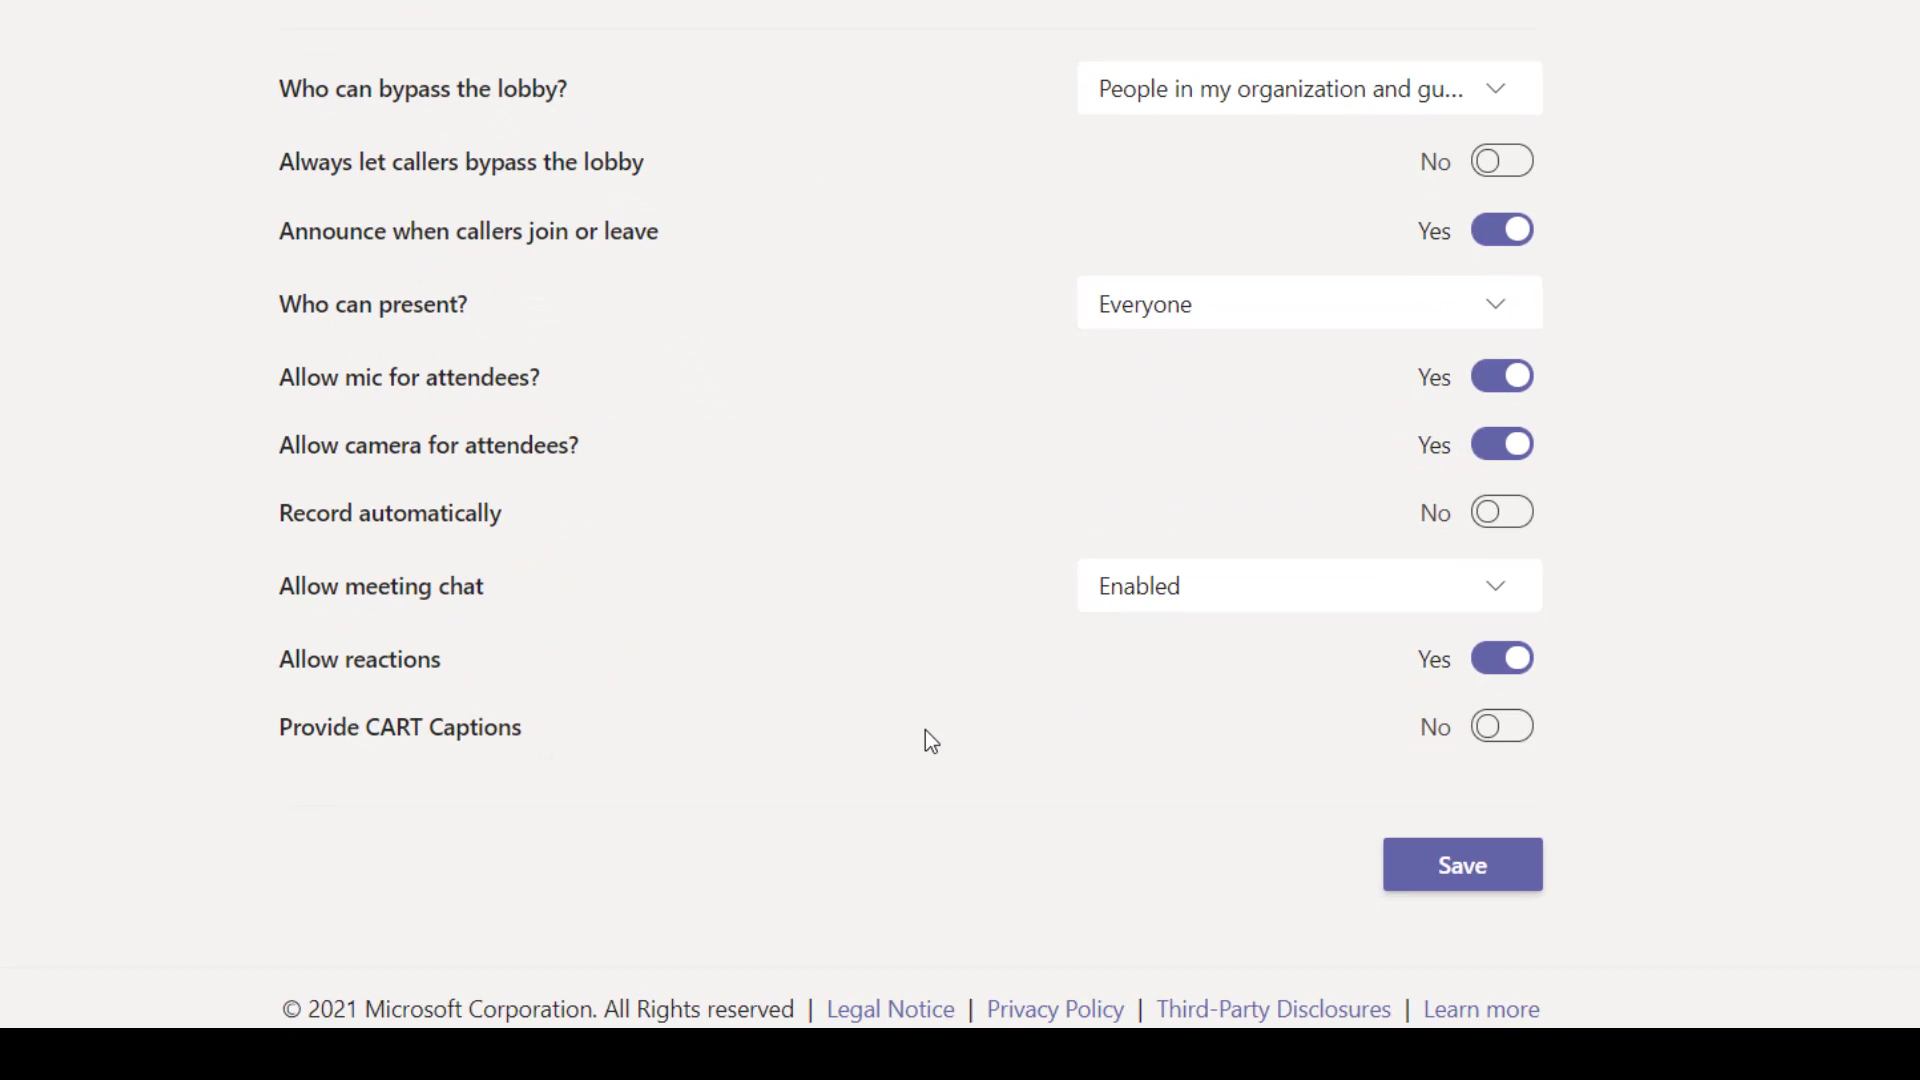 Who can bypass the lobby? People in my organization and gu...
Always let callers bypass the lobby No
Announce when callers join or leave Yes
Who can present? Everyone
Allow mic for attendees? Yes
Allow camera for attendees? Yes
Record automatically No
Allow meeting chat Enabled
Allow reactions Yes
Provide CART Captions No
Save
© 2021 Microsoft Corporation. All Rights reserved | Legal Notice | Privacy Policy | Third-Party Disclosures | Learn more